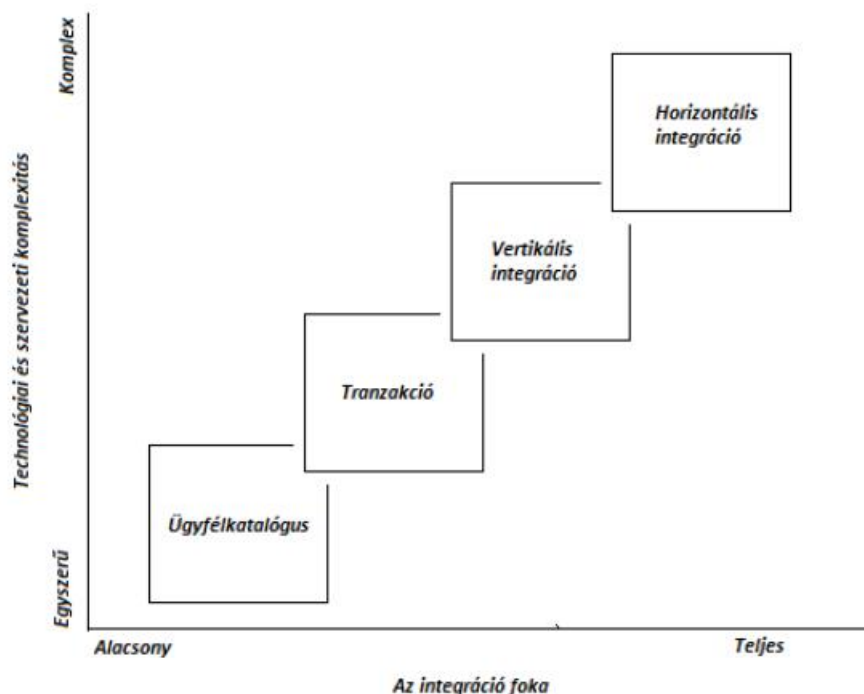 Komplex
Horizontális
integráció
Technológiai és szervezeti komplexitás
Vertikális
integráció
Tranzakció
Ügyfélkatalógus
Egyszerű
Alacsony
Teljes
Az integráció foka